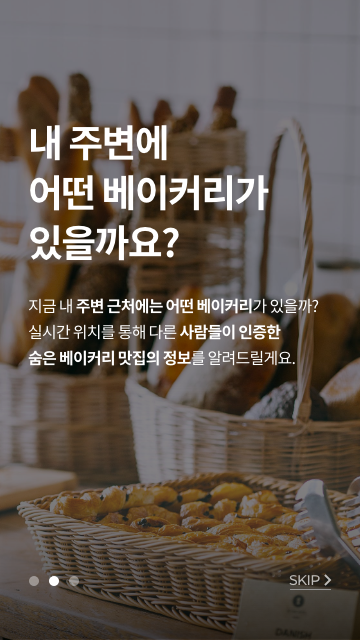 내 주변에
어떤 베이커리가
있을까요?
지금 내 주변 근처에는 어떤 베이커리가 있을까?
실시간 위치를 통해 다른 사람들이 인증한
숨은 베이커리 맛집의 정보를 알려드릴게요.
SKIP